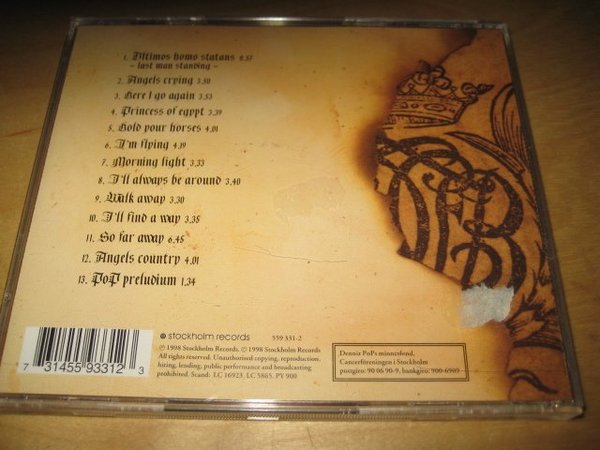 1. Ultimos homo statans 0.57
- last man standing -
2. Angels crying 3.50
3. Here I go again 3.53
4. Princess of egypt 3.39
5. Hold your horses 4.01
6. I'm flying 4.19
7. Morning light 3.33
8. I'll always be around 3.40
9. Walk away 3.30
10. I'll find a way 3.35
11. So far away 6.45
12. Angels country 4.01
13. PoP preludium 1.34
stockholm records 559 331-2
℗ 1998 Stockholm Records. © 1998 Stockholm Records
All rights reserved. Unauthorised copying, reproduction,
hiring, lending, public performance and broadcasting
prohibited. Scand: LC 16923, LC 5865. PY 900
Dennis PoPs minnesfond,
Cancerföreningen i Stockholm
postgiro: 90 06 90-9, bankgiro: 900-6909
7 31455 93312 3